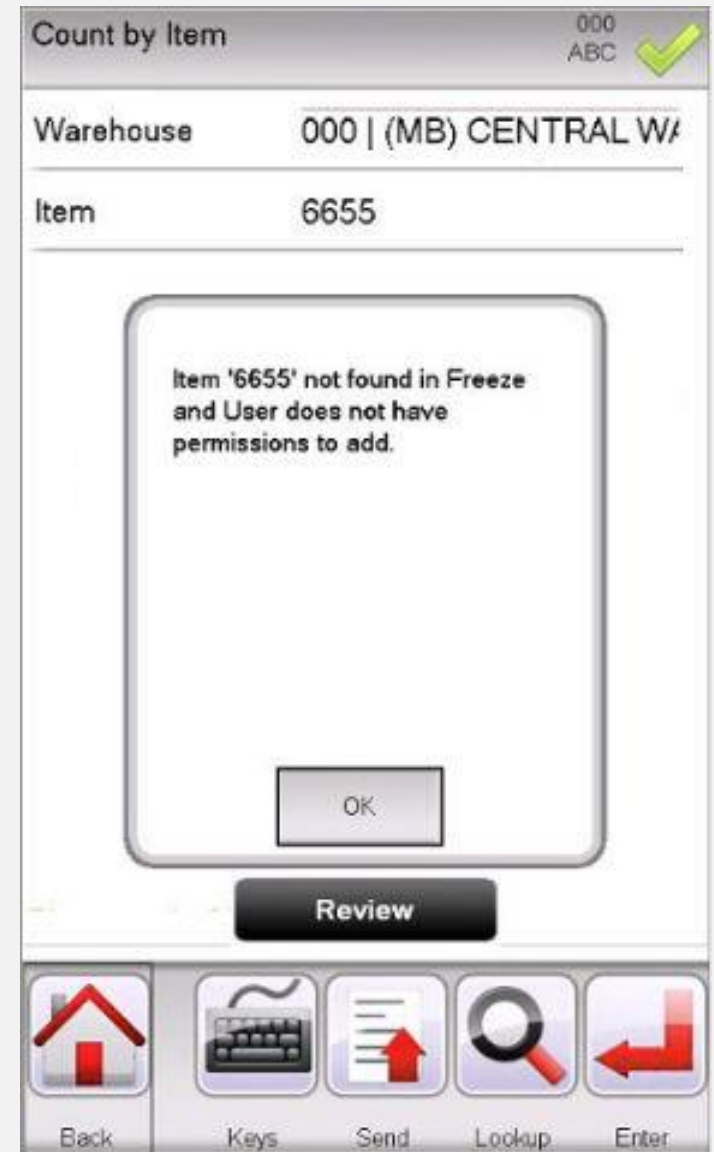 Count by Item
000
ABC
Warehouse 000 | (MB) CENTRAL WA
Item 6655
Item '6655' not found in Freeze
and User does not have
permissions to add.
OK
Review
Back Keys Send Lookup Enter